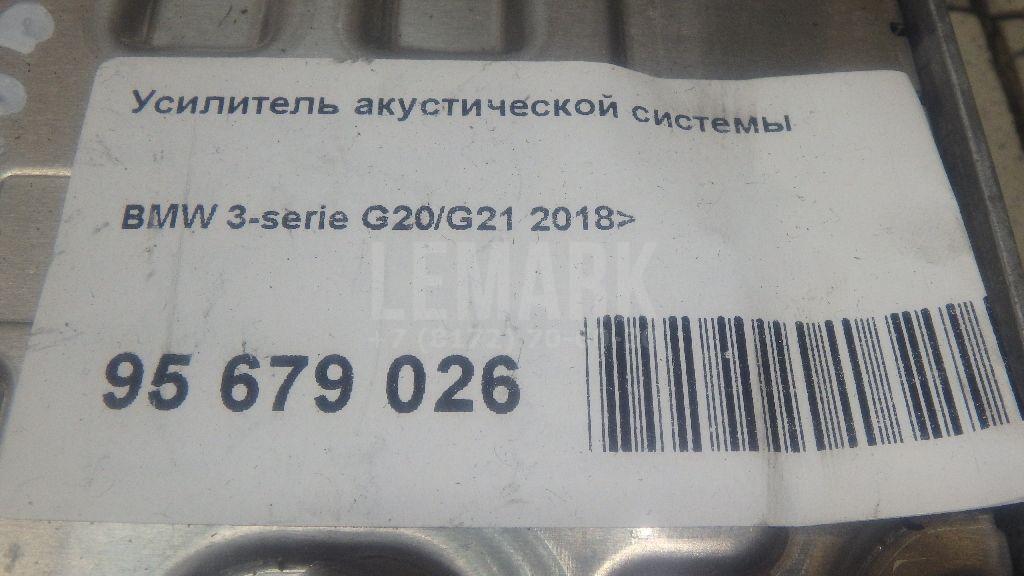 Усилитель акустической системы
BMW 3-serie G20/G21 2018>
LEMARK
95 679 026